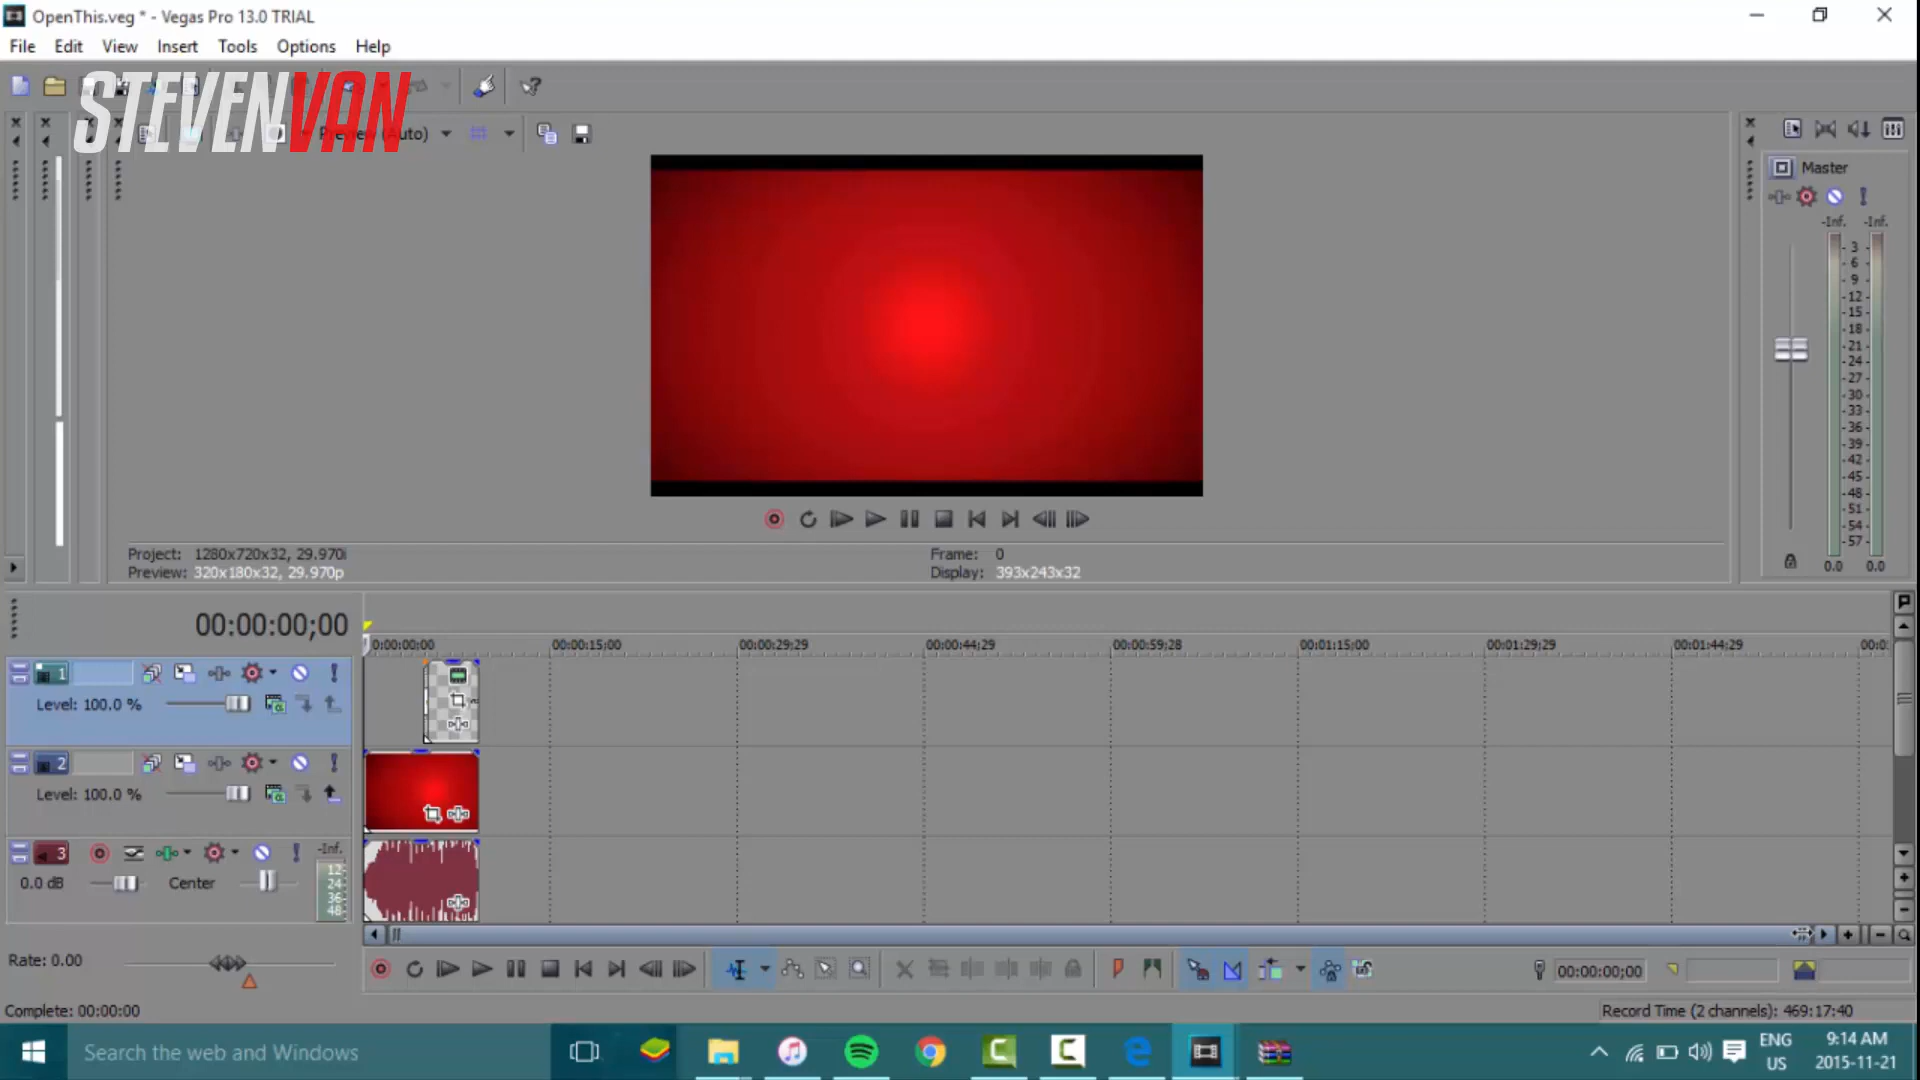 OpenThis.veg * - Vegas Pro 13.0 TRIAL
File Edit View Insert Tools Options Help
STEVENVAN
Preview (Auto)
Master
-Inf. -Inf.
3
6
9
12
15
18
21
24
27
30
33
36
39
42
45
48
51
54
57
0.0 0.0
Project: 1280x720x32, 29.970i
Preview: 320x180x32, 29.970p
Frame: 0
Display: 393x243x32
00:00:00;00
0:00:00:00 00:00:15;00 00:00:29;29 00:00:44;29 00:00:59;28 00:01:15;00 00:01:29;29 00:01:44;29 00:0
1
Level: 100.0 %
2
Level: 100.0 %
3
-Inf.
12
24
36
48
0.0 dB Center
Rate: 0.00
00:00:00;00
Complete: 00:00:00
Record Time (2 channels): 469:17:40
Search the web and Windows
ENG
US
9:14 AM
2015-11-21